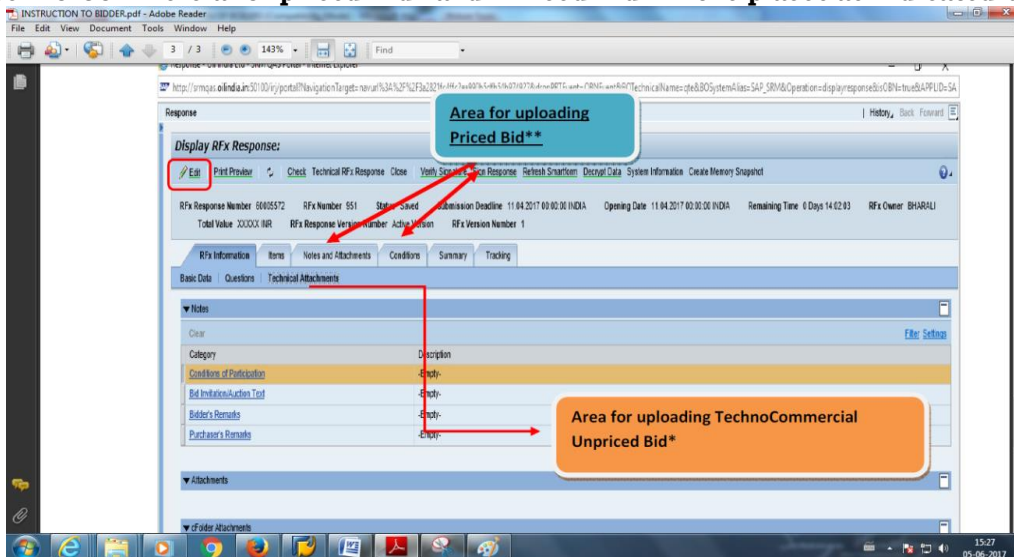 INSTRUCTION TO BIDDER.pdf - Adobe Reader
File Edit View Document Tools Window Help
3 / 3 143% Find
Response
History Back Forward
Area for uploading
Priced Bid**
Display RFx Response:
Edit Print Preview Check Technical RFx Response Close Verify Signature Sign Response Refresh Smartform Decrypt Data System Information Create Memory Snapshot
RFx Response Number 60005572 RFx Number 951 Status Saved Submission Deadline 11.04.2017 00:00:00 INDIA Opening Date 11.04.2017 00:00:00 INDIA Remaining Time 0 Days 14:02:03 RFx Owner BHARALI
Total Value XXXXX INR RFx Response Version Number Active Version RFx Version Number 1
RFx Information Items Notes and Attachments Conditions Summary Tracking
Basic Data Questions Technical Attachments
Notes
Clear Filter Settings
Category Description
Conditions of Participation -Empty-
Bid Invitation/Auction Text -Empty-
Bidder's Remarks -Empty-
Purchaser's Remarks -Empty-
Area for uploading TechnoCommercial
Unpriced Bid*
Attachments
cFolder Attachments
15:27
05-06-2017